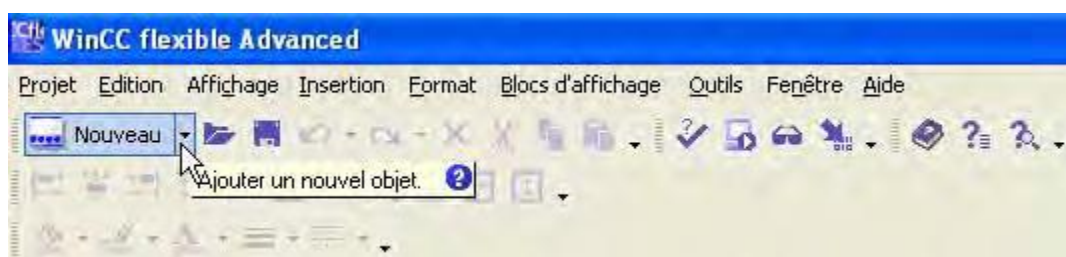 WinCC flexible Advanced
Projet Edition Affichage Insertion Format Blocs d'affichage Outils Fenêtre Aide
Nouveau
Ajouter un nouvel objet.